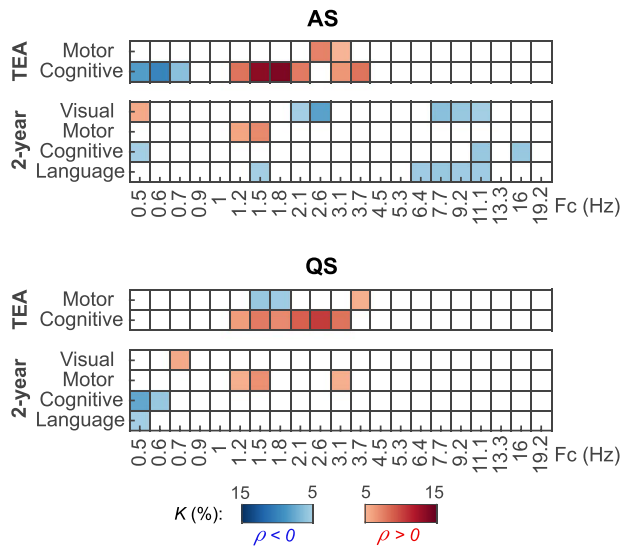 AS
TEA
Motor
Cognitive
2-year
Visual
Motor
Cognitive
Language
0.5 0.6 0.7 0.9 1 1.2 1.5 1.8 2.1 2.6 3.1 3.7 4.5 5.3 6.4 7.7 9.2 11.1 13.3 16 19.2 Fc (Hz)
QS
TEA
Motor
Cognitive
2-year
Visual
Motor
Cognitive
Language
0.5 0.6 0.7 0.9 1 1.2 1.5 1.8 2.1 2.6 3.1 3.7 4.5 5.3 6.4 7.7 9.2 11.1 13.3 16 19.2 Fc (Hz)
15 5 5 15
K (%):
ρ < 0 ρ > 0